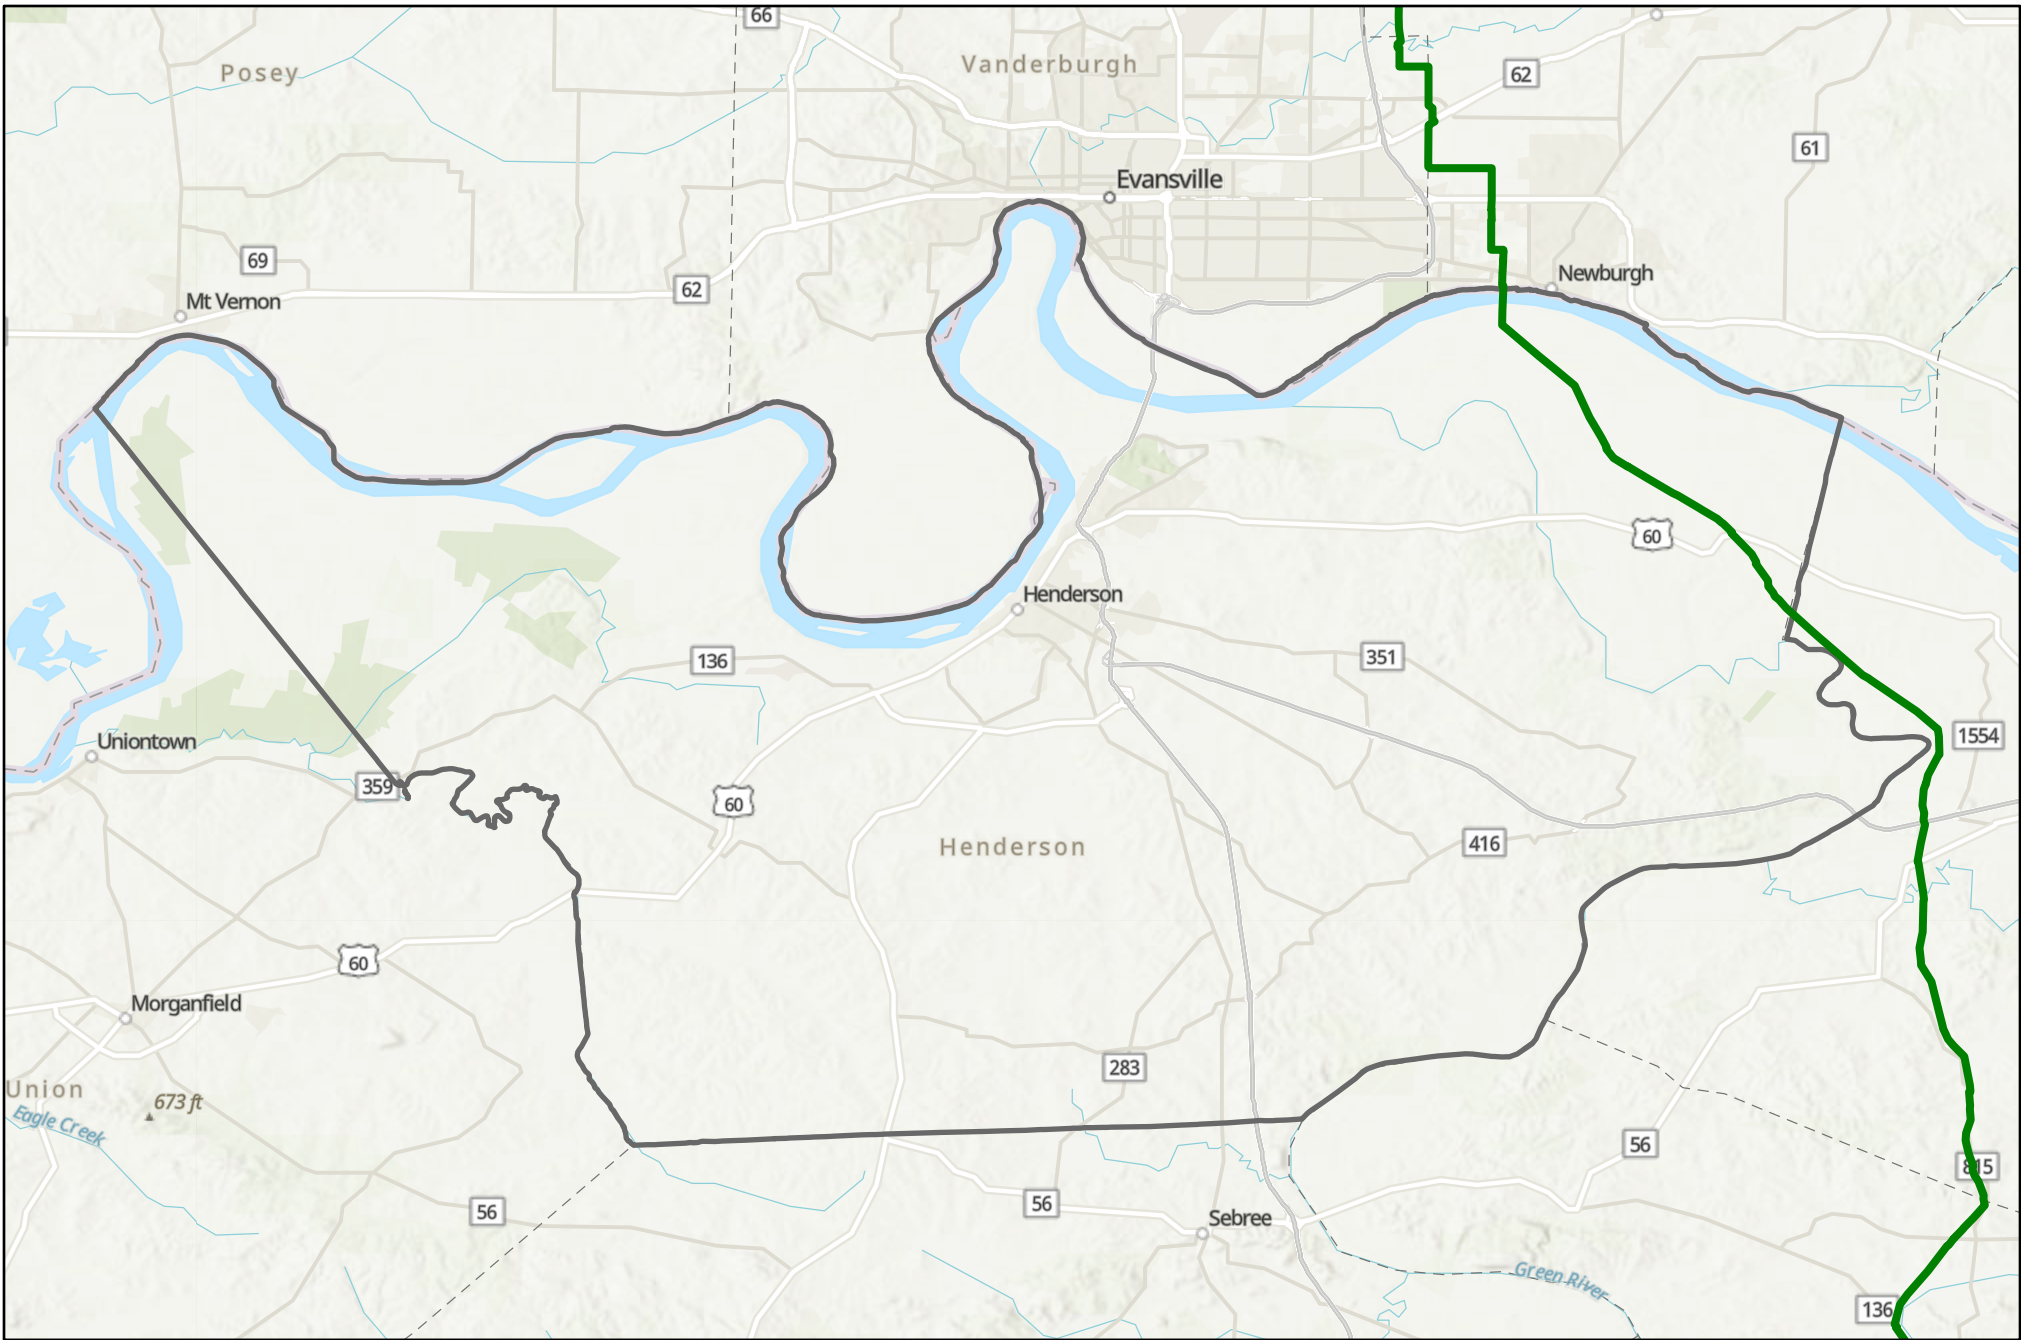 66
Vanderburgh
Posey
62
61
Evansville
69
Newburgh
62
Mt Vernon
60
Henderson
351
136
1554
Uniontown
359
60
416
Henderson
60
Morganfield
283
Union
673 ft
Eagle Creek
56
815
56
56
Sebree
Green River
136